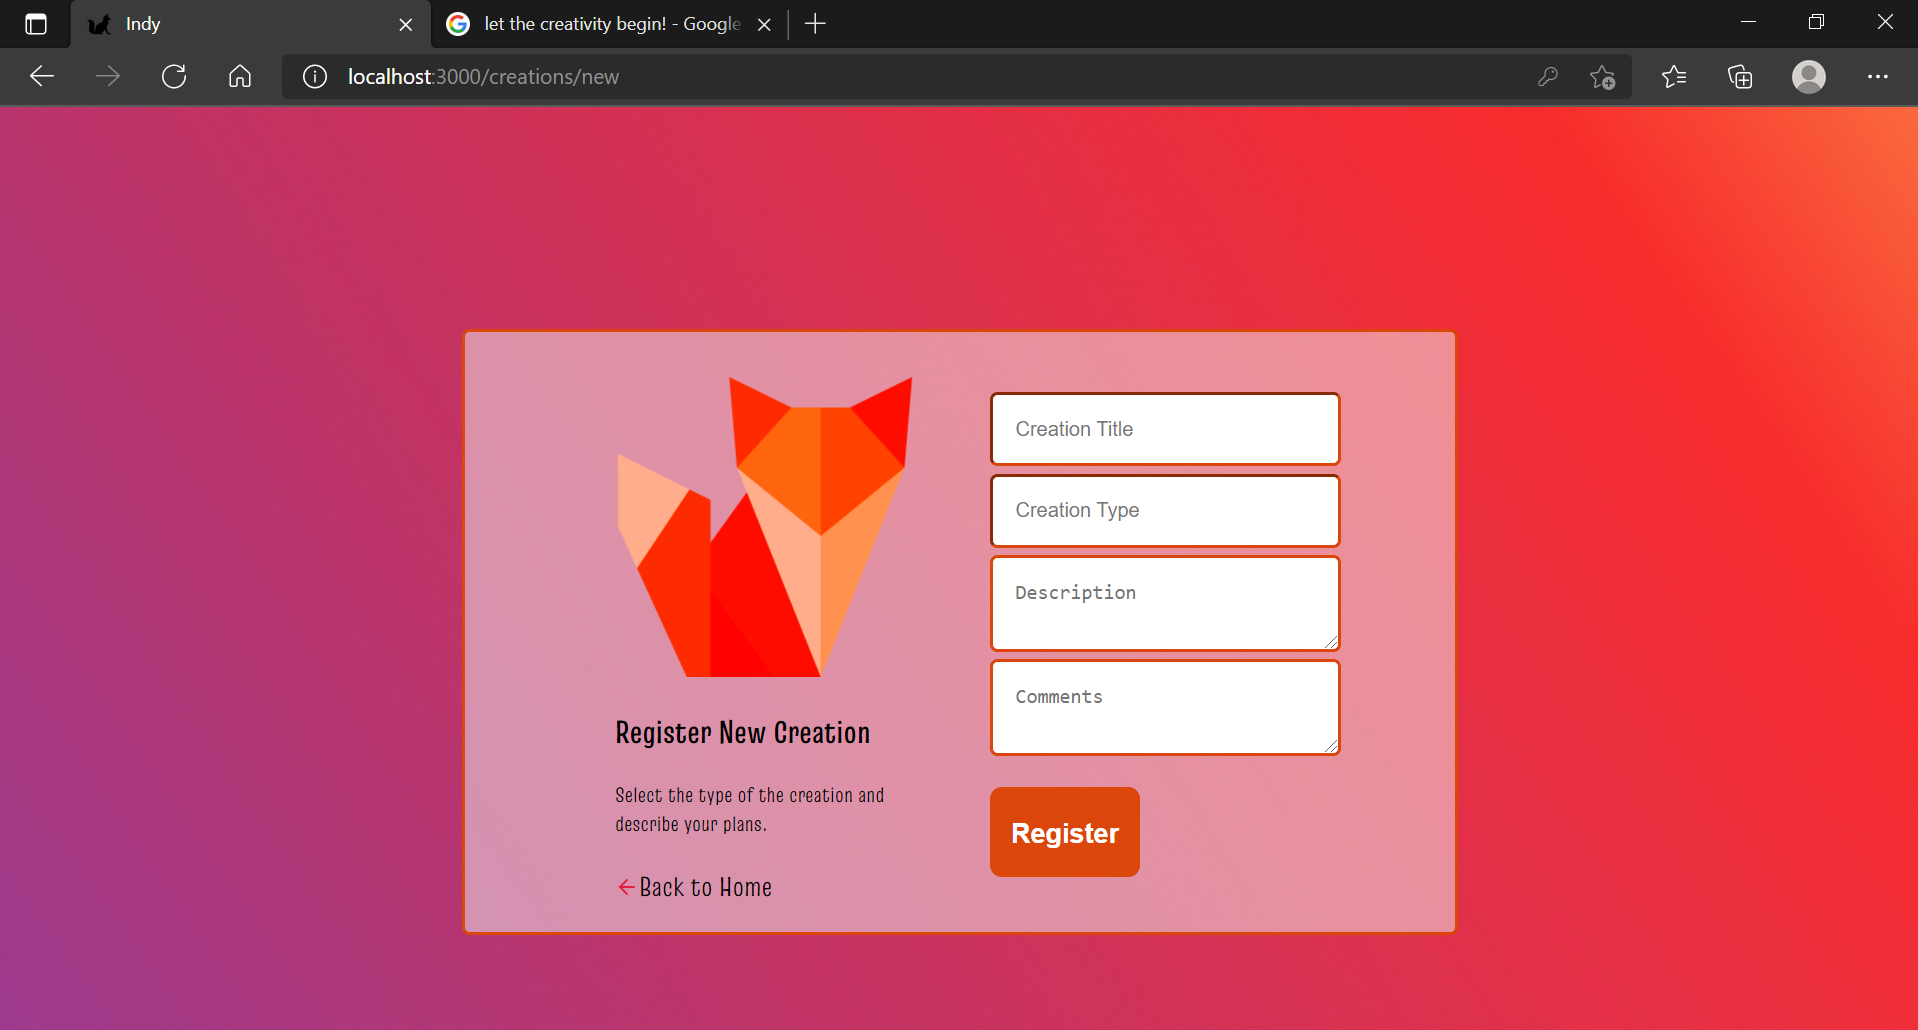 Indy
let the creativity begin! - Google
localhost:3000/creations/new
Creation Title
Creation Type
Description
Comments
Register New Creation
Select the type of the creation and
describe your plans.
Back to Home
Register